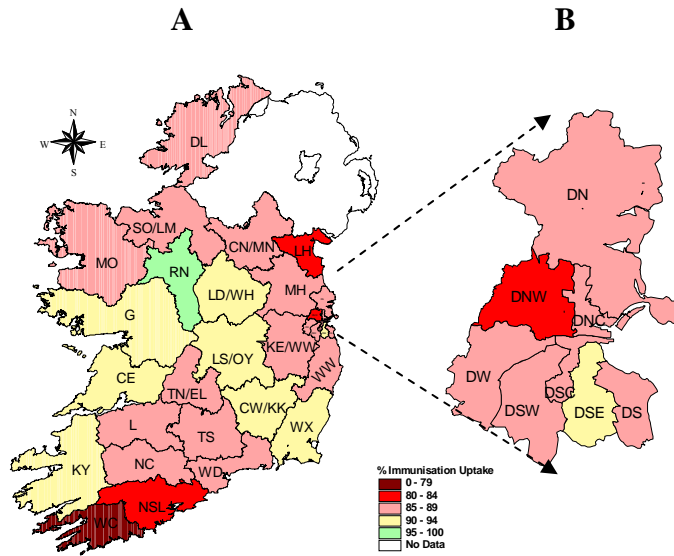 A
B
N
W E
S
DL
SO/LM
CN/MN
LH
MO
RN
LD/WH
MH
G
LS/OY
KE/WW
WW
CE
TN/EL
CW/KK
L
TS
WX
KY
NC
WD
NSL
WC
DN
DNW
DNC
DW
DSW
DSC
DSE
DS
% Immunisation Uptake
0 - 79
80 - 84
85 - 89
90 - 94
95 - 100
No Data